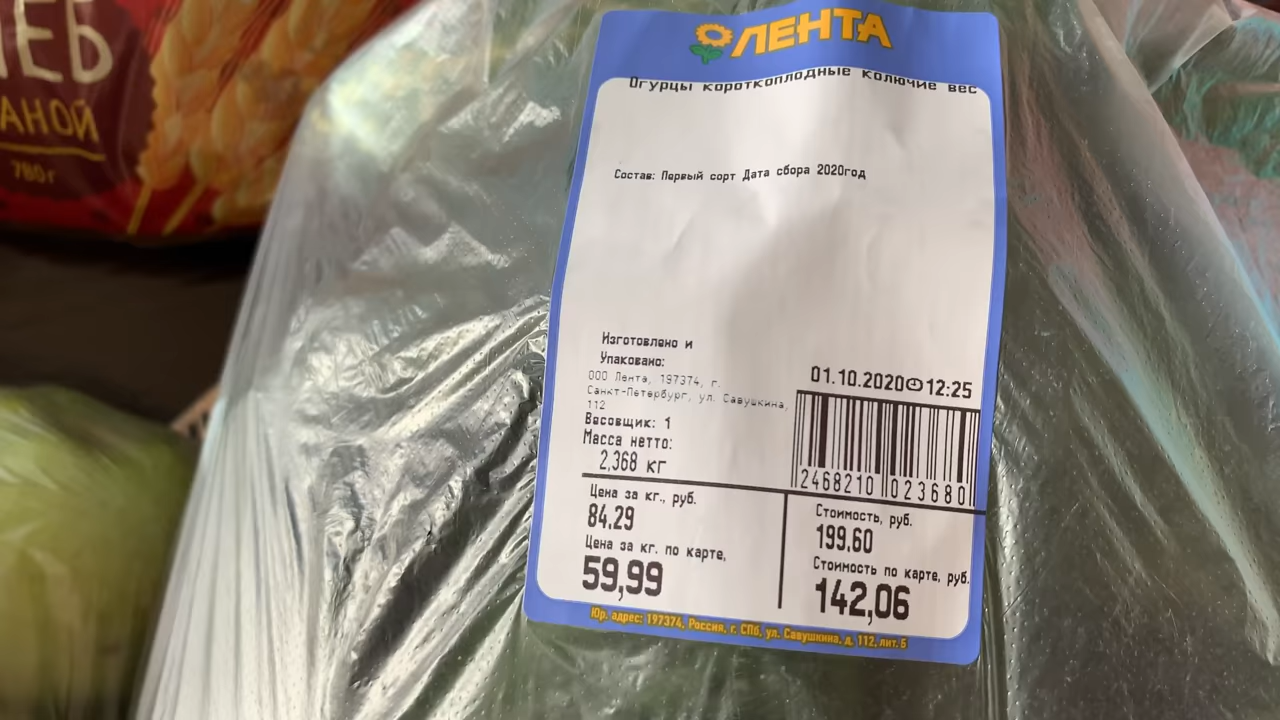 АНОЙ
780г
ЛЕНТА
Огурцы короткоплодные колючие вес
Состав: Первый сорт Дата сбора 2020год
Изготовлено и
Упаковано:
ООО Лента, 197374, г.
Санкт-Петербург, ул. Савушкина,
112
Весовщик: 1
Масса нетто:
2,368 кг
01.10.2020 12:25
2468210 023680
Цена за кг., руб.
84.29
Цена за кг. по карте,
59,99
Стоимость, руб.
199.60
Стоимость по карте, руб.
142,06
Юр. адрес: 197374, Россия, г. СПб, ул. Савушкина, д. 112, лит. Б